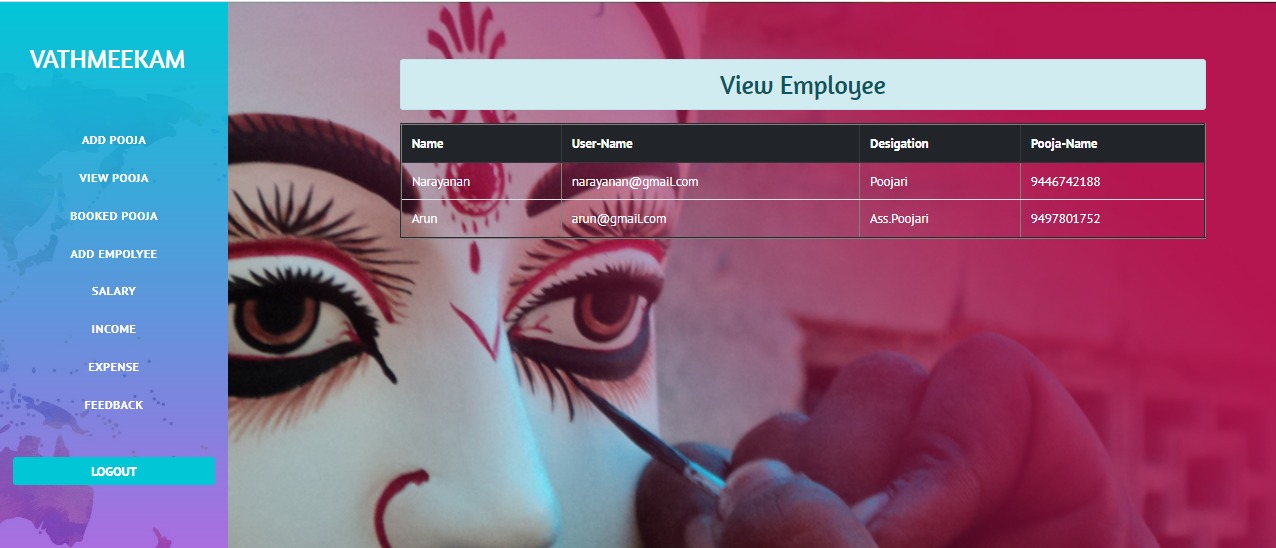 VATHMEEKAM
ADD POOJA
VIEW POOJA
BOOKED POOJA
ADD EMPOLYEE
SALARY
INCOME
EXPENSE
FEEDBACK
LOGOUT
View Employee
Name User-Name Desigation Pooja-Name
Narayanan narayanan@gmail.com Poojari 9446742188
Arun arun@gmail.com Ass.Poojari 9497801752